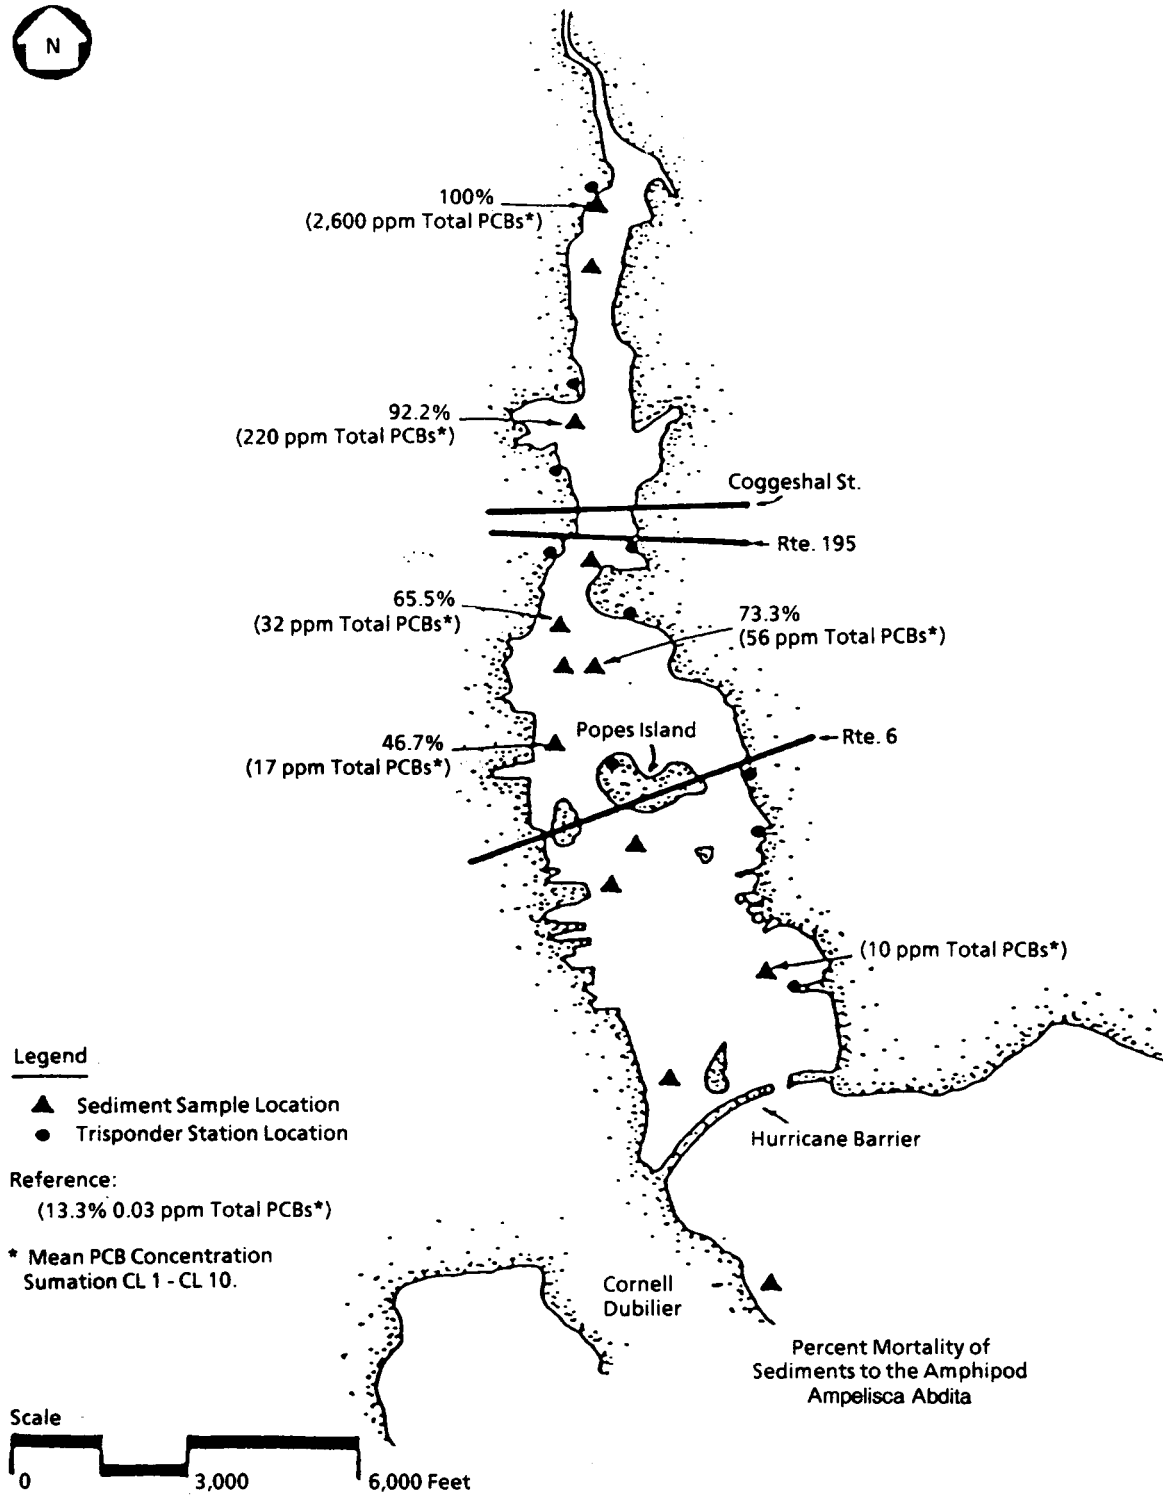 N
100%
(2,600 ppm Total PCBs*)
92.2%
(220 ppm Total PCBs*)
Coggeshal St.
Rte. 195
65.5%
(32 ppm Total PCBs*)
73.3%
(56 ppm Total PCBs*)
Popes Island
Rte. 6
46.7%
(17 ppm Total PCBs*)
(10 ppm Total PCBs*)
Legend
Sediment Sample Location
Trisponder Station Location
Hurricane Barrier
Reference:
(13.3% 0.03 ppm Total PCBs*)
* Mean PCB Concentration
Sumation CL 1 - CL 10.
Cornell
Dubilier
Percent Mortality of
Sediments to the Amphipod
Ampelisca Abdita
Scale
0 3,000 6,000 Feet